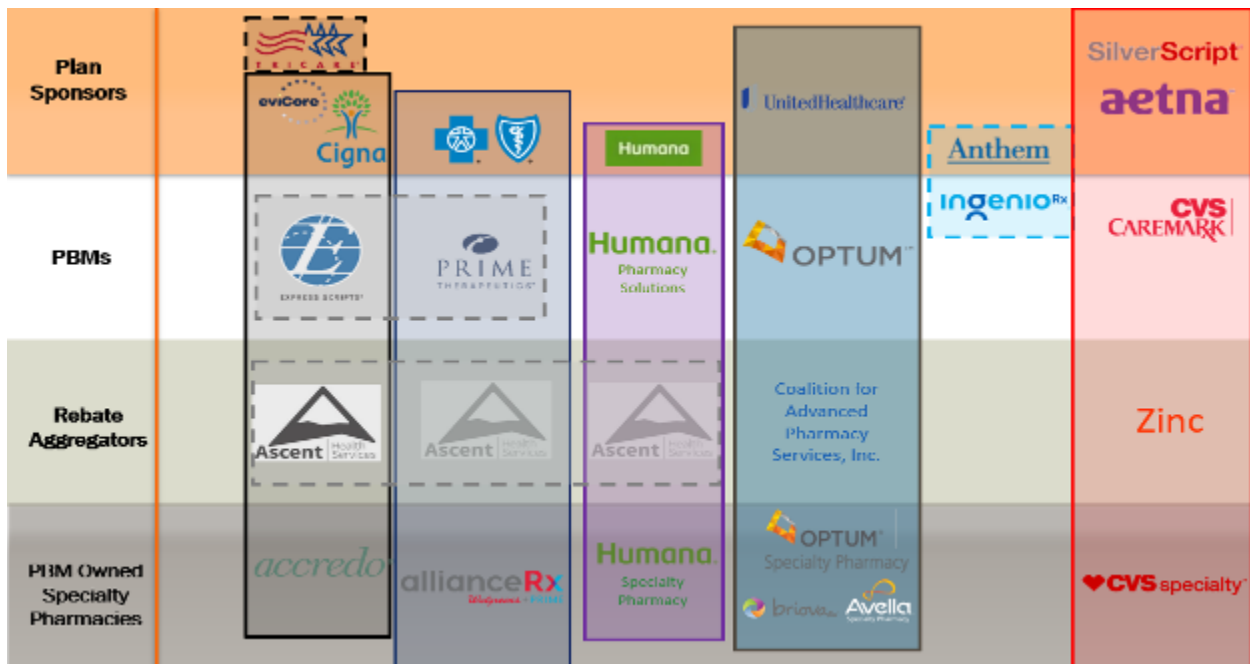 Plan
Sponsors
TRICARE
eviCore
Cigna
Humana
UnitedHealthcare
Anthem
SilverScript
aetna
PBMs
EXPRESS SCRIPTS
PRIME
THERAPEUTICS
Humana.
Pharmacy
Solutions
OPTUM
IngenioRx
CVS
CAREMARK
Rebate
Aggregators
Ascent Health
Services
Ascent Health
Services
Ascent Health
Services
Coalition for
Advanced
Pharmacy
Services, Inc.
Zinc
PBM Owned
Specialty
Pharmacies
accredo
allianceRx
Walgreens + PRIME
Humana.
Specialty
Pharmacy
OPTUM
Specialty Pharmacy
briova
Avella
Specialty Pharmacy
CVS specialty